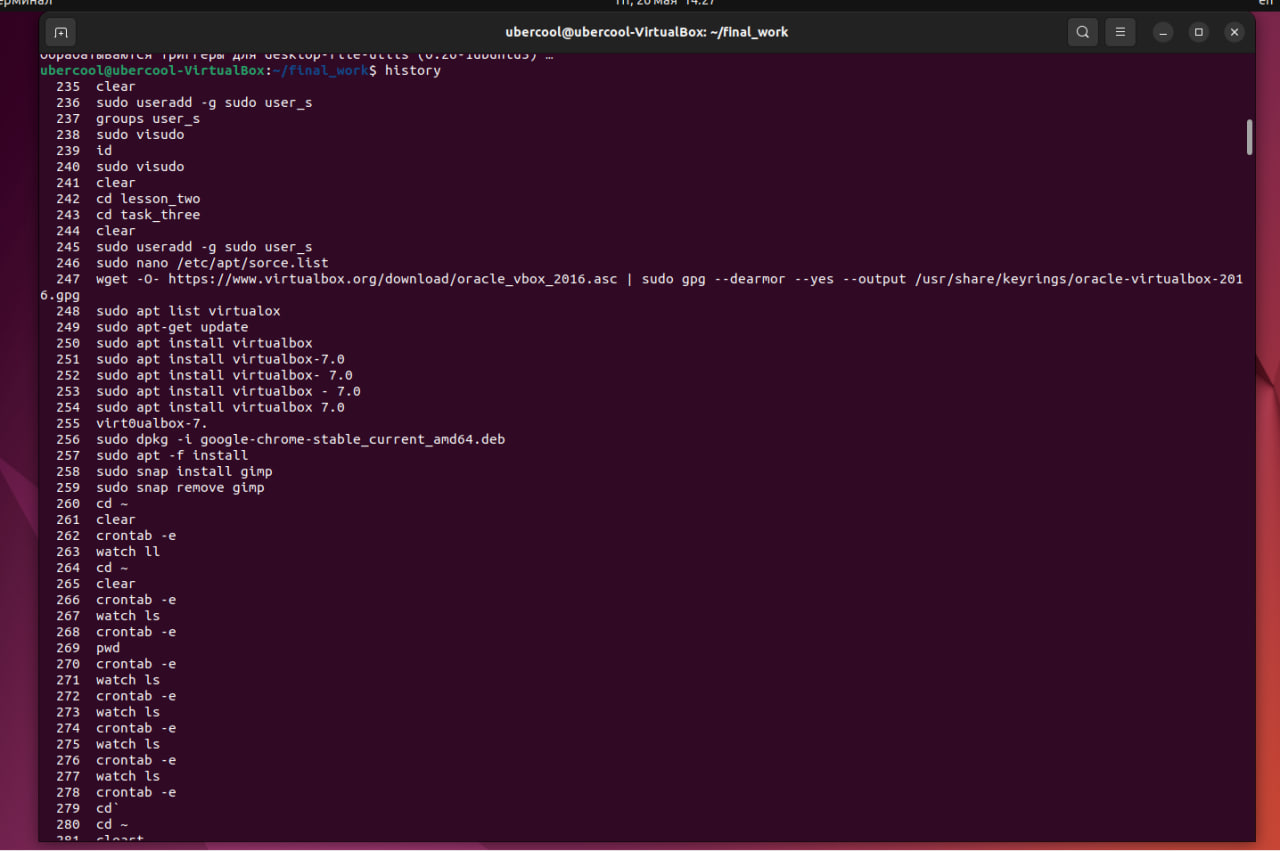 ерминал Пт, 26 мая 14:27 en
ubercool@ubercool-VirtualBox: ~/final_work
Обрабатываются триггеры для desktop-file-utils (0.26-1ubuntu3) …
ubercool@ubercool-VirtualBox:~/final_work$ history
235 clear
236 sudo useradd -g sudo user_s
237 groups user_s
238 sudo visudo
239 id
240 sudo visudo
241 clear
242 cd lesson_two
243 cd task_three
244 clear
245 sudo useradd -g sudo user_s
246 sudo nano /etc/apt/sorce.list
247 wget -O- https://www.virtualbox.org/download/oracle_vbox_2016.asc | sudo gpg --dearmor --yes --output /usr/share/keyrings/oracle-virtualbox-201
6.gpg
248 sudo apt list virtualox
249 sudo apt-get update
250 sudo apt install virtualbox
251 sudo apt install virtualbox-7.0
252 sudo apt install virtualbox- 7.0
253 sudo apt install virtualbox - 7.0
254 sudo apt install virtualbox 7.0
255 virt0ualbox-7.
256 sudo dpkg -i google-chrome-stable_current_amd64.deb
257 sudo apt -f install
258 sudo snap install gimp
259 sudo snap remove gimp
260 cd ~
261 clear
262 crontab -e
263 watch ll
264 cd ~
265 clear
266 crontab -e
267 watch ls
268 crontab -e
269 pwd
270 crontab -e
271 watch ls
272 crontab -e
273 watch ls
274 crontab -e
275 watch ls
276 crontab -e
277 watch ls
278 crontab -e
279 cd`
280 cd ~
281